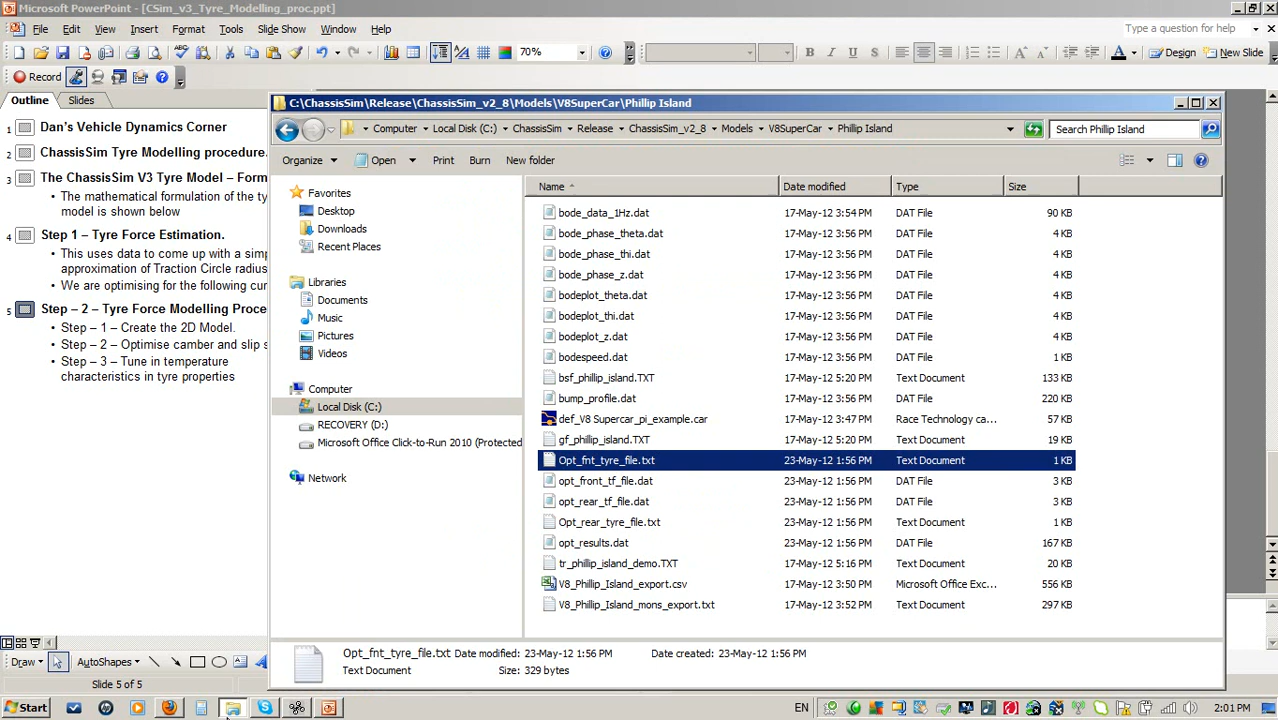 Microsoft PowerPoint - [CSim_v3_Tyre_Modelling_proc.ppt]
File Edit View Insert Format Tools Slide Show Window Help Type a question for help
70% Design New Slide
Record
Outline Slides
1 Dan's Vehicle Dynamics Corner
2 ChassisSim Tyre Modelling procedure.
3 The ChassisSim V3 Tyre Model – Form
• The mathematical formulation of the ty
model is shown below
4 Step 1 – Tyre Force Estimation.
• This uses data to come up with a simp
approximation of Traction Circle radius
• We are optimising for the following cur
5 Step – 2 – Tyre Force Modelling Proce
• Step – 1 – Create the 2D Model.
• Step – 2 – Optimise camber and slip s
• Step – 3 – Tune in temperature
characteristics in tyre properties
C:\ChassisSim\Release\ChassisSim_v2_8\Models\V8SuperCar\Phillip Island
Computer Local Disk (C:) ChassisSim Release ChassisSim_v2_8 Models V8SuperCar Phillip Island Search Phillip Island
Organize Open Print Burn New folder
Favorites
Desktop
Downloads
Recent Places
Libraries
Documents
Music
Pictures
Videos
Computer
Local Disk (C:)
RECOVERY (D:)
Microsoft Office Click-to-Run 2010 (Protected
Network
Name Date modified Type Size
bode_data_1Hz.dat 17-May-12 3:54 PM DAT File 90 KB
bode_phase_theta.dat 17-May-12 3:56 PM DAT File 4 KB
bode_phase_thi.dat 17-May-12 3:56 PM DAT File 4 KB
bode_phase_z.dat 17-May-12 3:56 PM DAT File 4 KB
bodeplot_theta.dat 17-May-12 3:56 PM DAT File 4 KB
bodeplot_thi.dat 17-May-12 3:56 PM DAT File 4 KB
bodeplot_z.dat 17-May-12 3:56 PM DAT File 4 KB
bodespeed.dat 17-May-12 3:56 PM DAT File 1 KB
bsf_phillip_island.TXT 17-May-12 5:20 PM Text Document 133 KB
bump_profile.dat 17-May-12 3:56 PM DAT File 220 KB
def_V8 Supercar_pi_example.car 17-May-12 3:47 PM Race Technology ca... 57 KB
gf_phillip_island.TXT 17-May-12 5:20 PM Text Document 19 KB
Opt_fnt_tyre_file.txt 23-May-12 1:56 PM Text Document 1 KB
opt_front_tf_file.dat 23-May-12 1:56 PM DAT File 3 KB
opt_rear_tf_file.dat 23-May-12 1:56 PM DAT File 3 KB
Opt_rear_tyre_file.txt 23-May-12 1:56 PM Text Document 1 KB
opt_results.dat 23-May-12 1:56 PM DAT File 167 KB
tr_phillip_island_demo.TXT 17-May-12 5:16 PM Text Document 20 KB
V8_Phillip_Island_export.csv 17-May-12 3:50 PM Microsoft Office Exc... 556 KB
V8_Phillip_Island_mons_export.txt 17-May-12 3:52 PM Text Document 297 KB
Opt_fnt_tyre_file.txt Date modified: 23-May-12 1:56 PM Date created: 23-May-12 1:56 PM
Text Document Size: 329 bytes
Draw AutoShapes
Slide 5 of 5
Start EN 2:01 PM